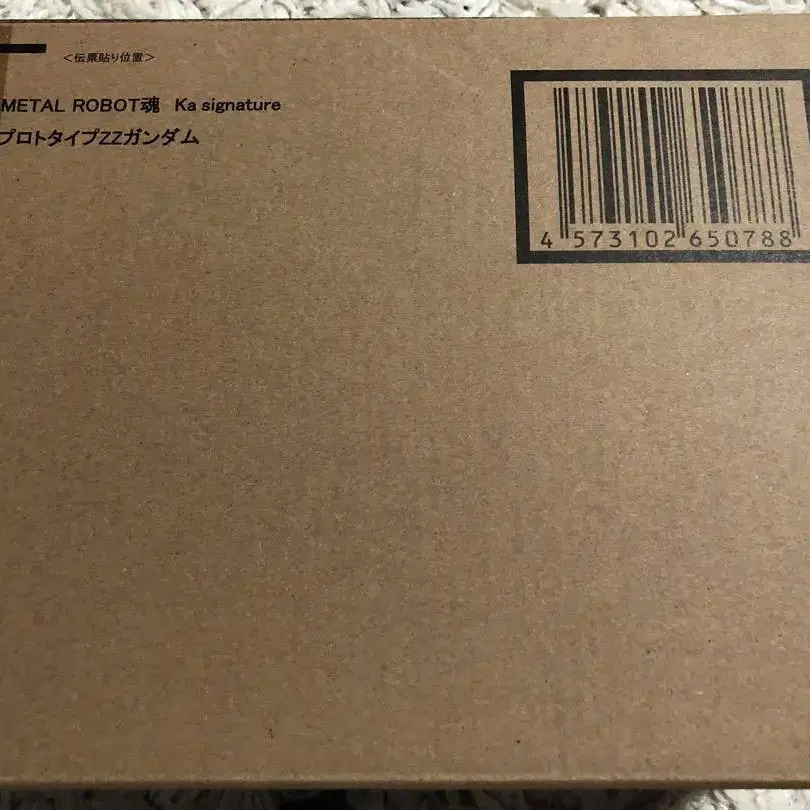 ＜伝票貼り位置＞
METAL ROBOT魂 Ka signature
プロトタイプZZガンダム
4 573102 650788